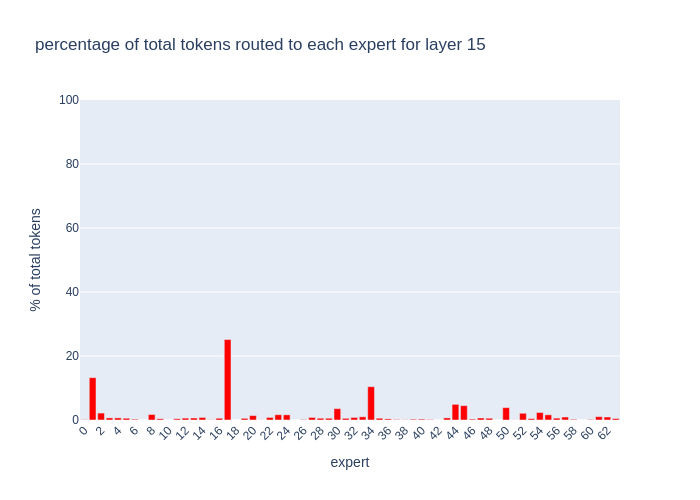 percentage of total tokens routed to each expert for layer 15
100
80
60
40
20
0
% of total tokens
0 2 4 6 8 10 12 14 16 18 20 22 24 26 28 30 32 34 36 38 40 42 44 46 48 50 52 54 56 58 60 62
expert